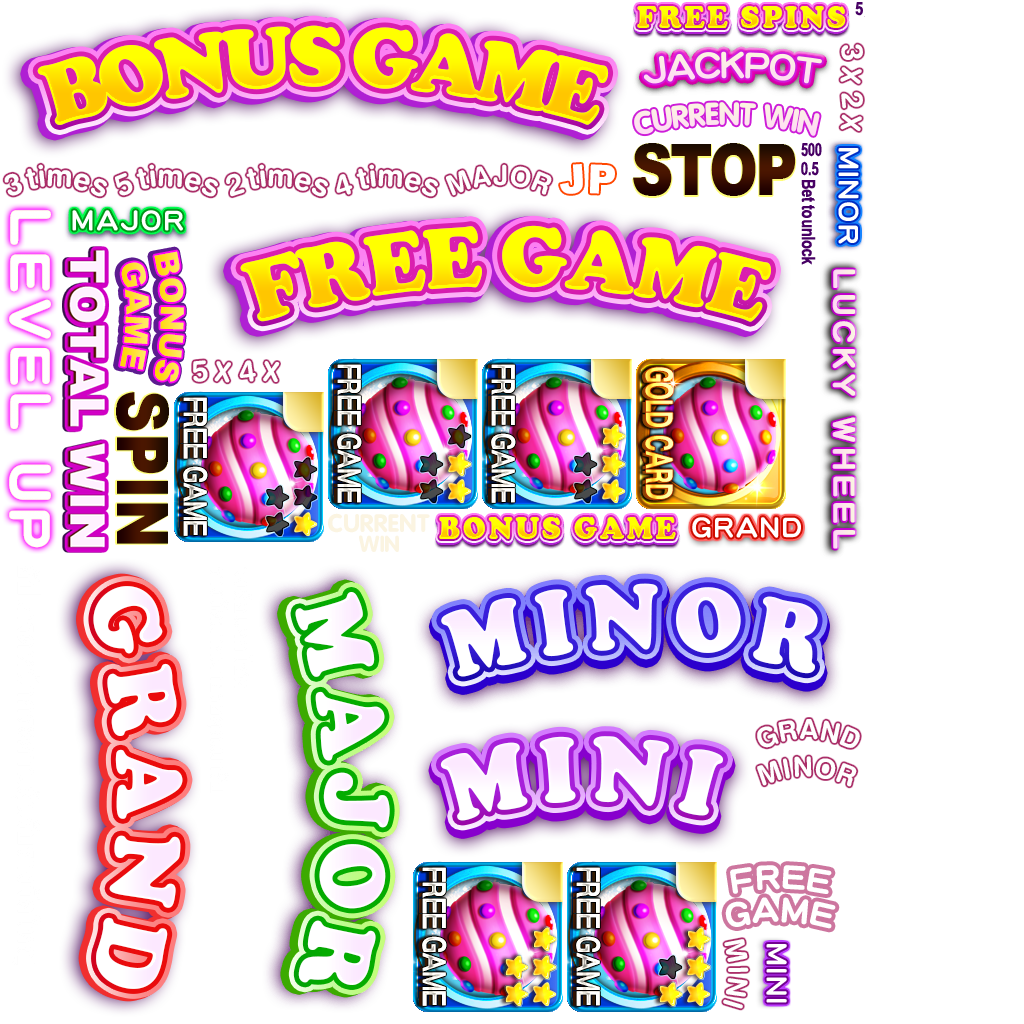 BONUS GAME
FREE SPINS
5
JACKPOT
3 X 2 X
CURRENT WIN
STOP
500
0.5 Bet to unlock
MINOR
3 times 5 times 2 times 4 times MAJOR JP
LEVEL UP
MAJOR
TOTAL WIN
BONUS
GAME
FREE GAME
LUCKY WHEEL
5 X 4 X
SPIN
FREE GAME
FREE GAME
FREE GAME
GOLD CARD
CURRENT
WIN
BONUS GAME
GRAND
GRAND
MAJOR
MINOR
MINI
GRAND
MINOR
FREE GAME
FREE GAME
FREE
GAME
MINI
MINI